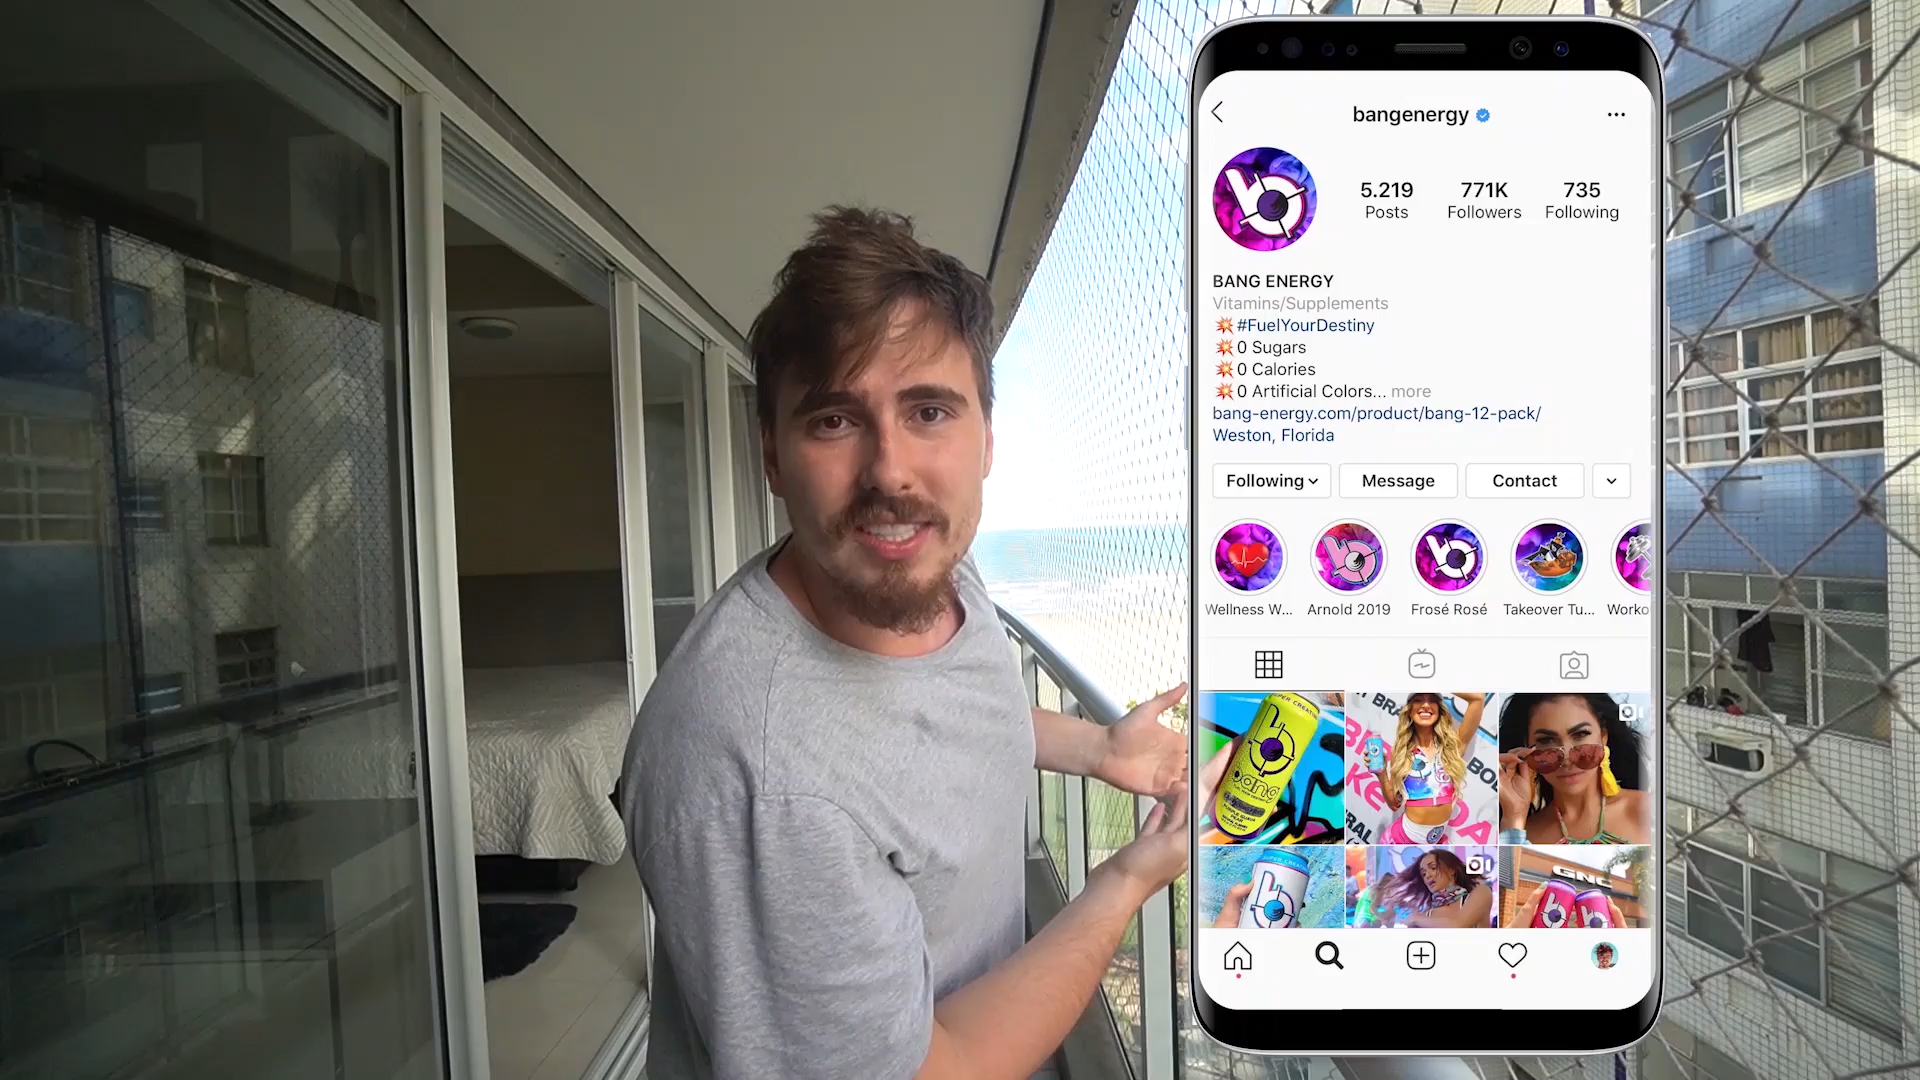 bangenergy
5.219 771K 735
Posts Followers Following
BANG ENERGY
Vitamins/Supplements
💥#FuelYourDestiny
💥0 Sugars
💥0 Calories
💥0 Artificial Colors... more
bang-energy.com/product/bang-12-pack/
Weston, Florida
Following Message Contact
Wellness W... Arnold 2019 Frosé Rosé Takeover Tu... Worko
bang
GNC